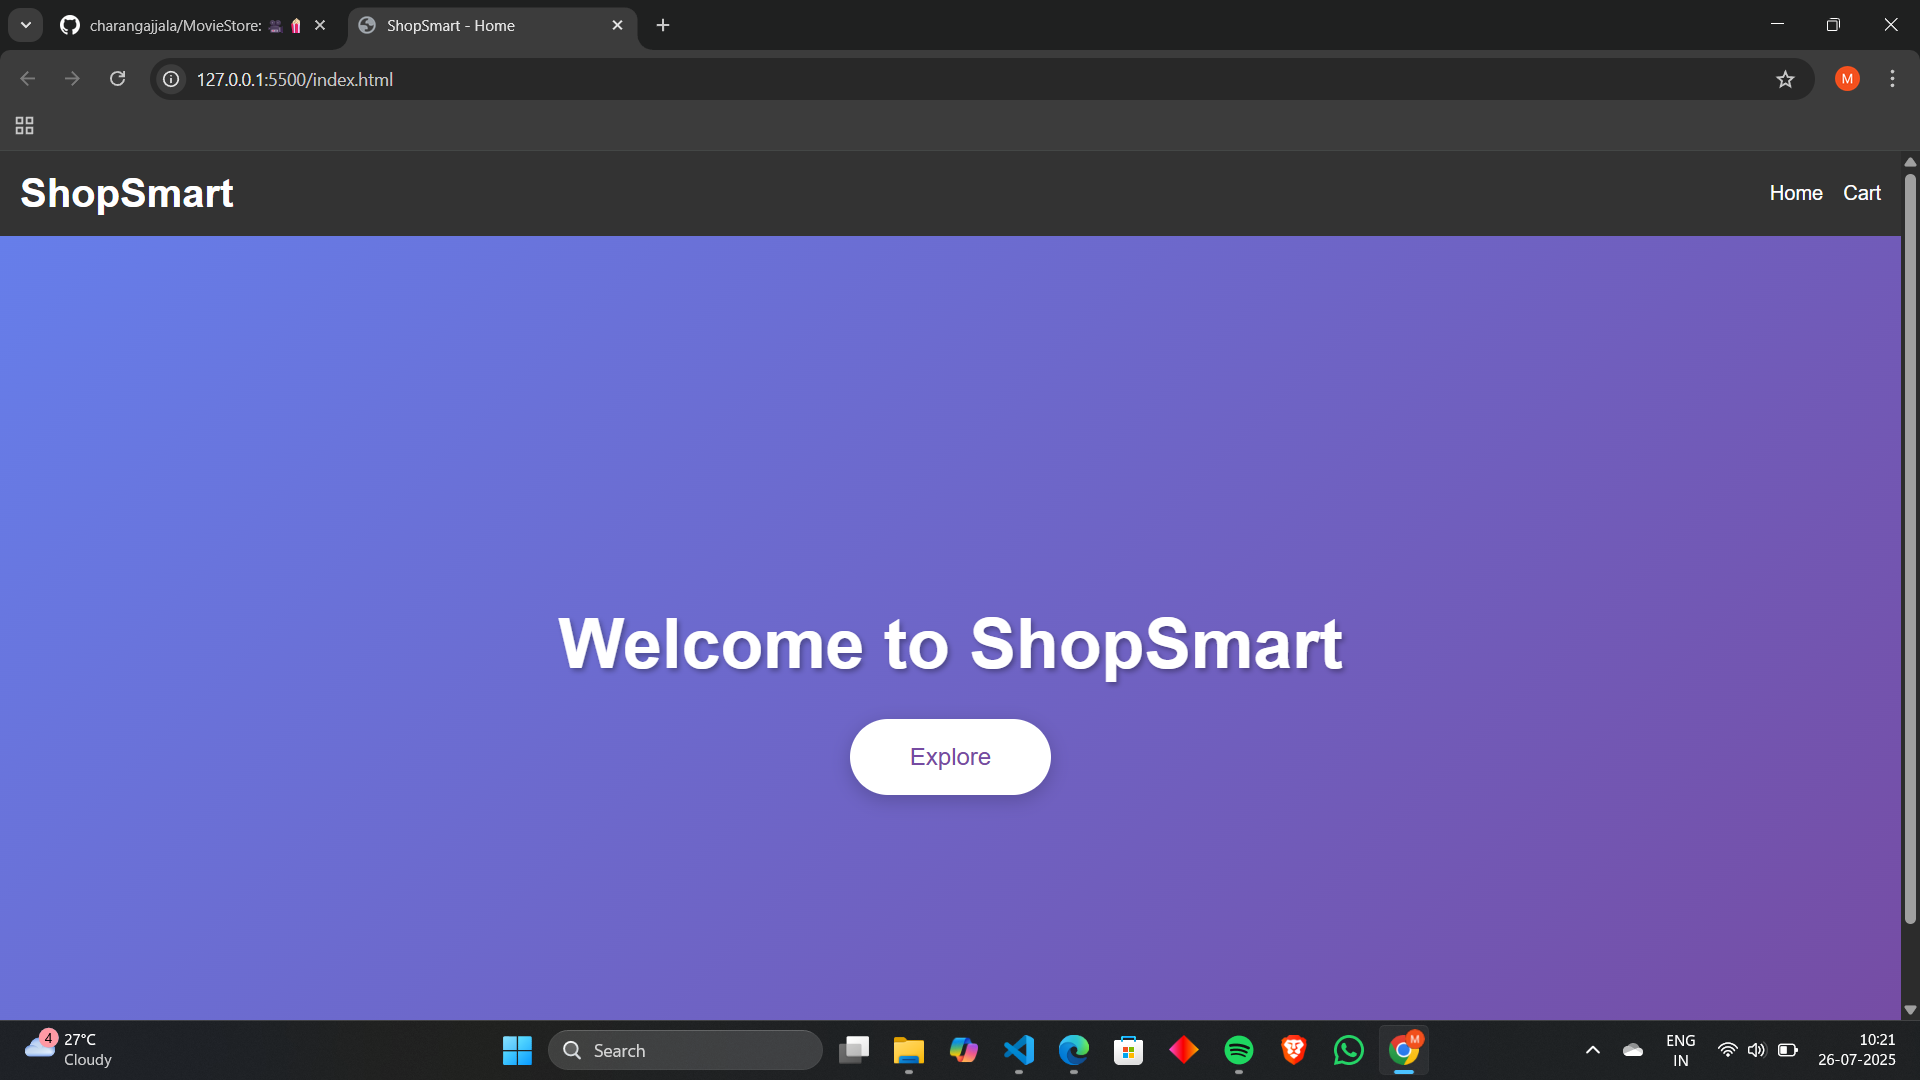 charangajjala/MovieStore: 🎥🍿
ShopSmart - Home
127.0.0.1:5500/index.html
M
ShopSmart
Home
Cart
Welcome to ShopSmart
Explore
4
27°C
Cloudy
Search
M
ENG
IN
10:21
26-07-2025